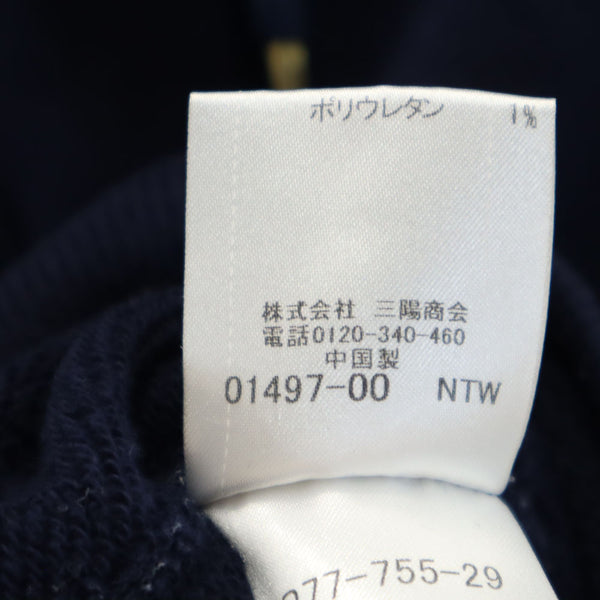 ポリウレタン 1%
株式会社 三陽商会
電話0120-340-460
中国製
01497-00 NTW
077-755-29